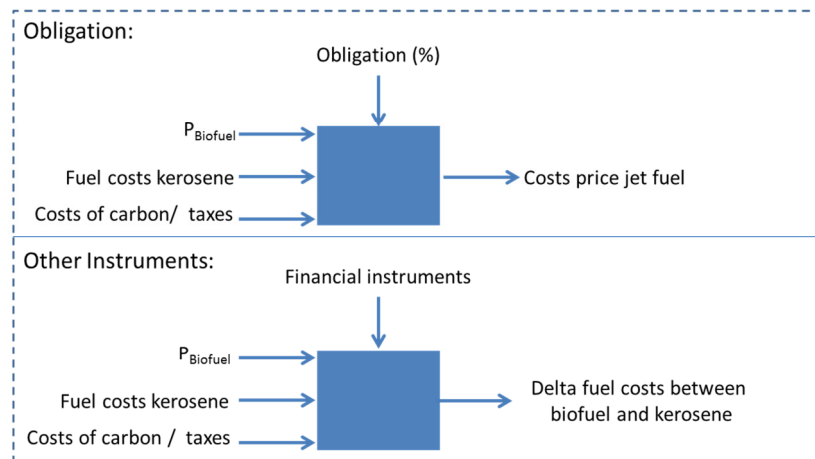 Obligation:
Obligation (%)
PBiofuel
Fuel costs kerosene
Costs price jet fuel
Costs of carbon/ taxes
Other Instruments:
Financial instruments
PBiofuel
Fuel costs kerosene
Delta fuel costs between
biofuel and kerosene
Costs of carbon / taxes